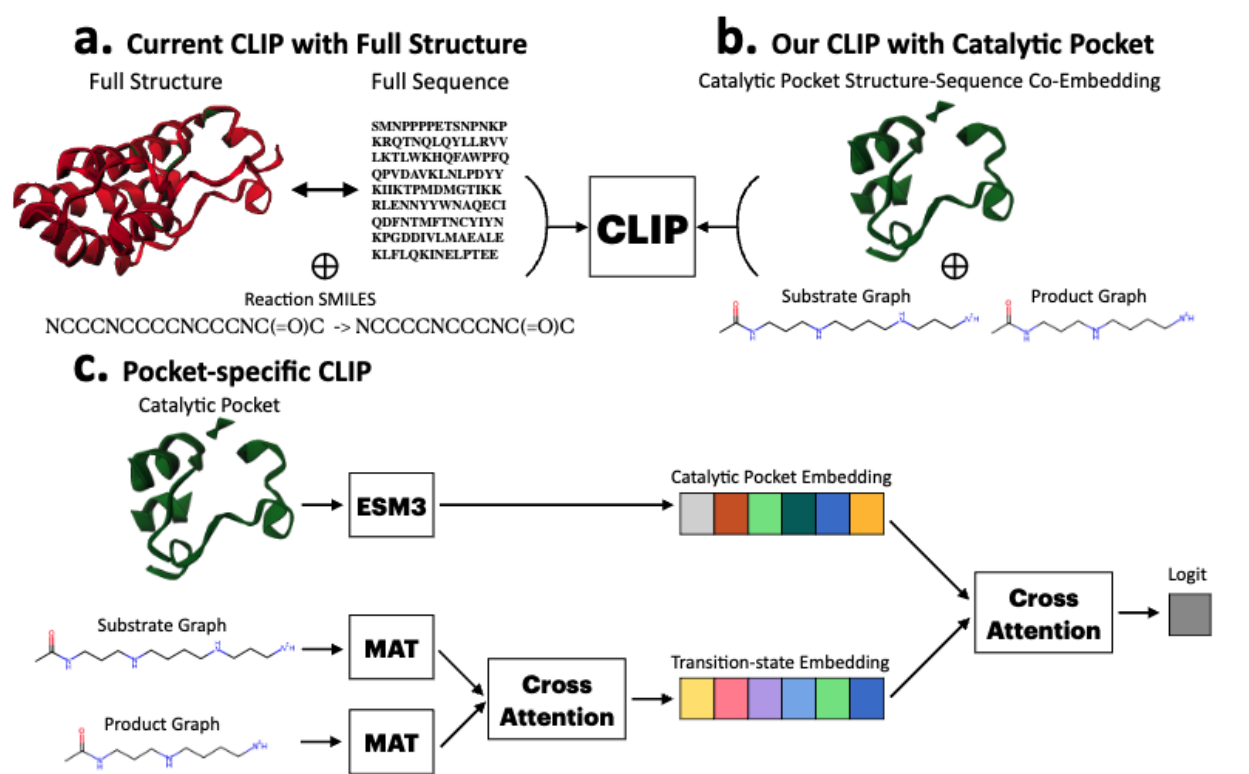 a. Current CLIP with Full Structure
Full Structure
Full Sequence
SMNPPPPETSNPNKP
KRQTNQLQYLLRVV
LKTLWKHQFAWPFQ
QPVDAVKLNLPDYY
KIIKTPMDMGTIKK
RLENNYYWNAQECI
QDFNTMFTNCYIYN
KPGDDIVLMAEALE
KLFLQKINELPTEE
⊕
Reaction SMILES
NCCCNCCCCNCCCNC(=O)C -> NCCCCNCCCNC(=O)C
CLIP
b. Our CLIP with Catalytic Pocket
Catalytic Pocket Structure-Sequence Co-Embedding
⊕
Substrate Graph
Product Graph
c. Pocket-specific CLIP
Catalytic Pocket
ESM3
Catalytic Pocket Embedding
Substrate Graph
MAT
Product Graph
MAT
Cross
Attention
Transition-state Embedding
Cross
Attention
Logit